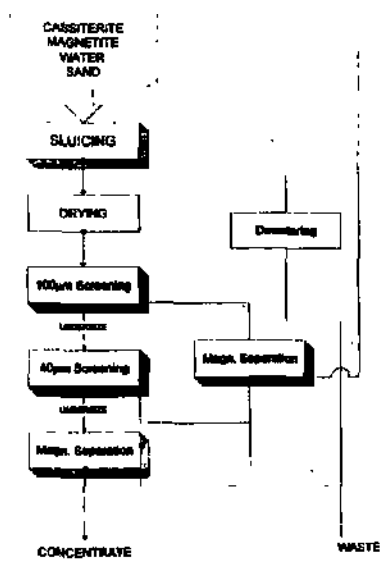 CASSITERITE
MAGNETITE
WATER
SAND
SLUICING
DRYING
Dewatering
100µm Screening
Magn. Separation
40µm Screening
Magn. Separation
CONCENTRATE
WASTE